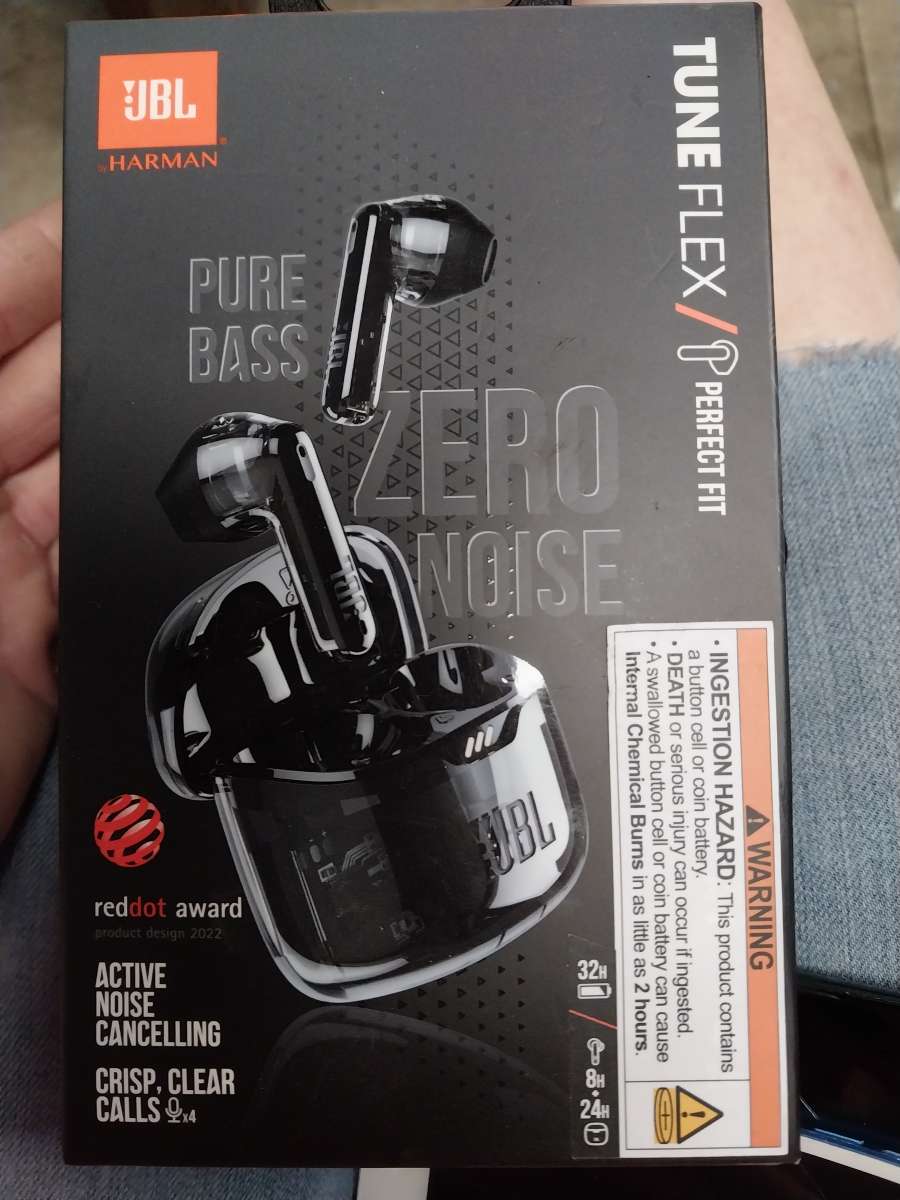 JBL
by HARMAN
TUNE FLEX / PERFECT FIT
PURE
BASS
ZERO
NOISE
JBL
JBL
JBL
reddot award
product design 2022
ACTIVE
NOISE
CANCELLING
CRISP, CLEAR
CALLS x4
32H
8H
+
24H
⚠ WARNING
• INGESTION HAZARD: This product contains
a button cell or coin battery.
• DEATH or serious injury can occur if ingested.
• A swallowed button cell or coin battery can cause
Internal Chemical Burns in as little as 2 hours.